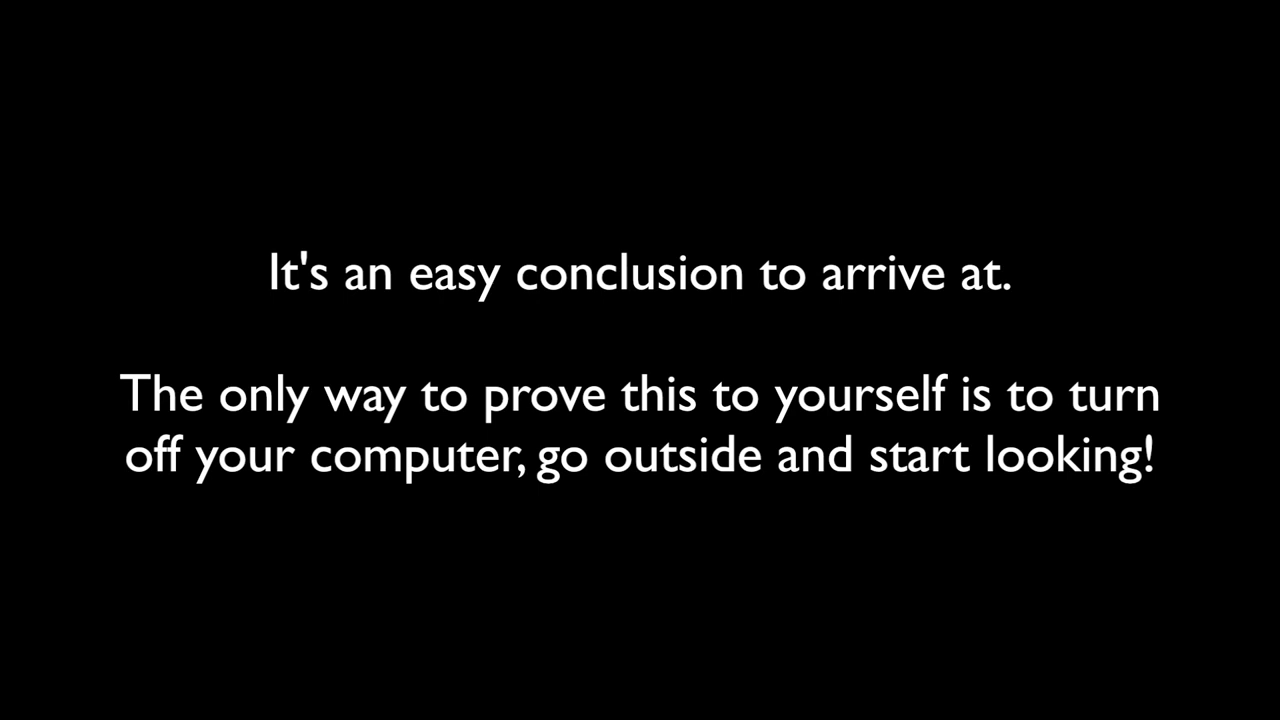 It's an easy conclusion to arrive at.
The only way to prove this to yourself is to turn
off your computer, go outside and start looking!